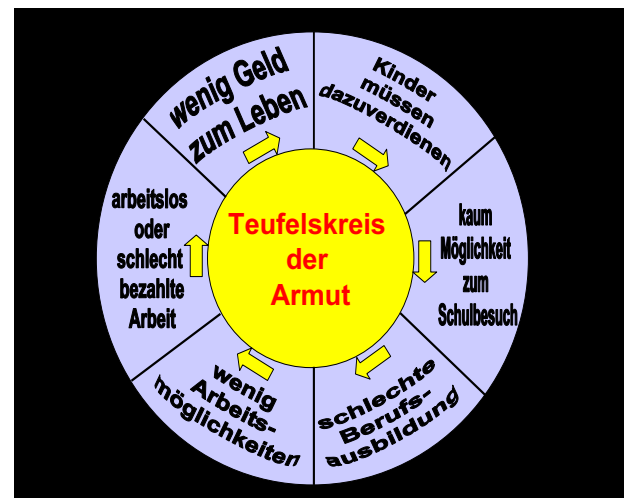 Teufelskreis
der
Armut
wenig Geld
zum Leben
Kinder
müssen
dazuverdienen
kaum
Möglichkeit
zum
Schulbesuch
schlechte
Berufs-
ausbildung
wenig
Arbeits-
möglichkeiten
arbeitslos
oder
schlecht
bezahlte
Arbeit